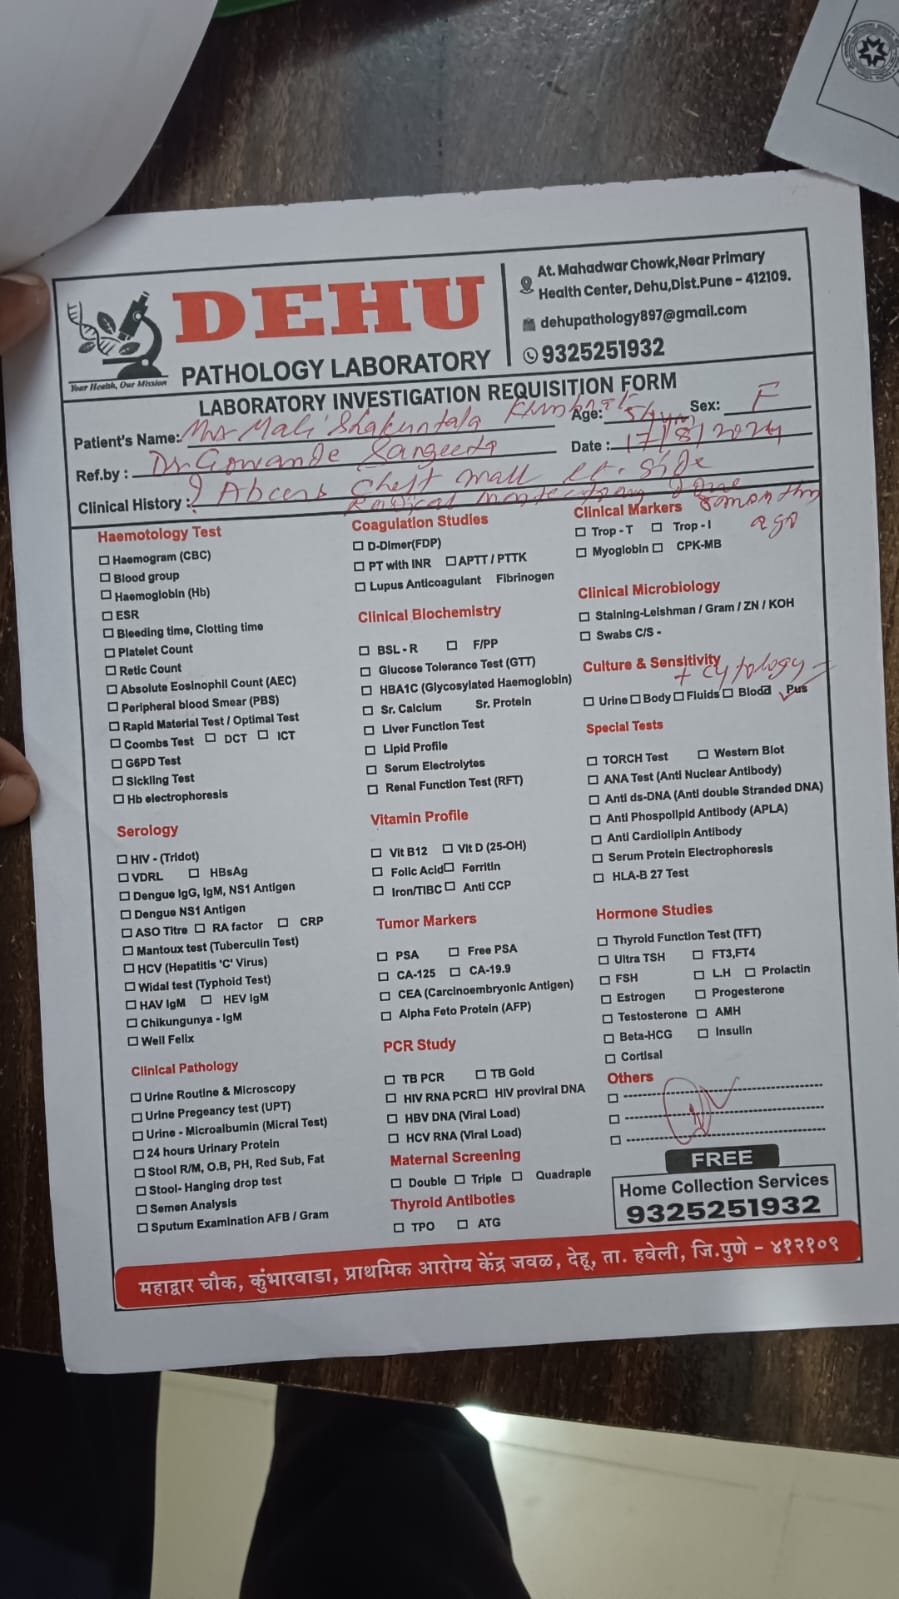 DEHU
PATHOLOGY LABORATORY
Your Health, Our Mission
At. Mahadwar Chowk,Near Primary
Health Center, Dehu,Dist.Pune - 412109.
dehupathology897@gmail.com
9325251932
LABORATORY INVESTIGATION REQUISITION FORM
Patient's Name: Mrs Mali Shakuntala Age: Sex: F
Ref.by : Dr Gowande Sangeeta Date : 17/8/2024
Clinical History : ? Abcess Chest Wall Lt. Side
Radical months
ago
Haemotology Test
Haemogram (CBC)
Blood group
Haemoglobin (Hb)
ESR
Bleeding time, Clotting time
Platelet Count
Retic Count
Absolute Eosinophil Count (AEC)
Peripheral blood Smear (PBS)
Rapid Material Test / Optimal Test
Coombs Test DCT ICT
G6PD Test
Sickling Test
Hb electrophoresis
Serology
HIV - (Tridot)
VDRL HBsAg
Dengue IgG, IgM, NS1 Antigen
Dengue NS1 Antigen
ASO Titre RA factor CRP
Mantoux test (Tuberculin Test)
HCV (Hepatitis 'C' Virus)
Widal test (Typhoid Test)
HAV IgM HEV IgM
Chikungunya - IgM
Well Felix
Clinical Pathology
Urine Routine & Microscopy
Urine Pregeancy test (UPT)
Urine - Microalbumin (Micral Test)
24 hours Urinary Protein
Stool R/M, O.B, PH, Red Sub, Fat
Stool- Hanging drop test
Semen Analysis
Sputum Examination AFB / Gram
Coagulation Studies
D-Dimer(FDP)
PT with INR APTT / PTTK
Lupus Anticoagulant Fibrinogen
Clinical Biochemistry
BSL - R F/PP
Glucose Tolerance Test (GTT)
HBA1C (Glycosylated Haemoglobin)
Sr. Calcium Sr. Protein
Liver Function Test
Lipid Profile
Serum Electrolytes
Renal Function Test (RFT)
Vitamin Profile
Vit B12 Vit D (25-OH)
Folic Acid Ferritin
Iron/TIBC Anti CCP
Tumor Markers
PSA Free PSA
CA-125 CA-19.9
CEA (Carcinoembryonic Antigen)
Alpha Feto Protein (AFP)
PCR Study
TB PCR TB Gold
HIV RNA PCR HIV proviral DNA
HBV DNA (Viral Load)
HCV RNA (Viral Load)
Maternal Screening
Double Triple Quadraple
Thyroid Antiboties
TPO ATG
Clinical Markers
Trop - T Trop - I
Myoglobin CPK-MB
Clinical Microbiology
Staining-Leishman / Gram / ZN / KOH
Swabs C/S -
Culture & Sensitivity + cytology
Urine Body Fluids Blood Pus
Special Tests
TORCH Test Western Blot
ANA Test (Anti Nuclear Antibody)
Anti ds-DNA (Anti double Stranded DNA)
Anti Phospolipid Antibody (APLA)
Anti Cardiolipin Antibody
Serum Protein Electrophoresis
HLA-B 27 Test
Hormone Studies
Thyroid Function Test (TFT)
Ultra TSH FT3,FT4
FSH L.H Prolactin
Estrogen Progesterone
Testosterone AMH
Beta-HCG Insulin
Cortisal
Others
FREE
Home Collection Services
9325251932
महाद्वार चौक, कुंभारवाडा, प्राथमिक आरोग्य केंद्र जवळ, देहू, ता. हवेली, जि.पुणे - ४१२१०९